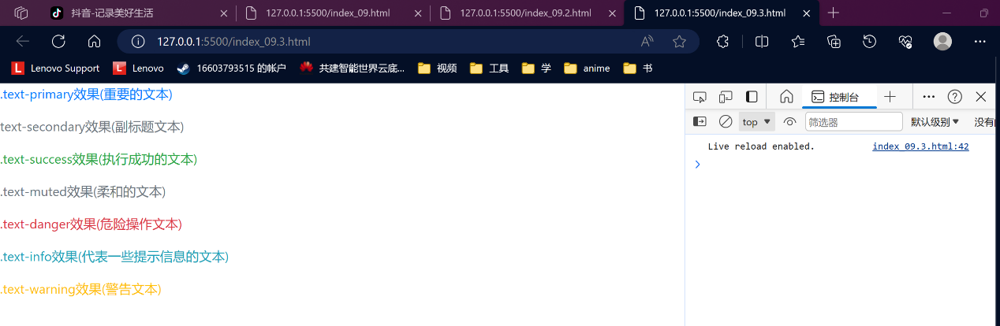 抖音-记录美好生活 127.0.0.1:5500/index_09.html 127.0.0.1:5500/index_09.2.html 127.0.0.1:5500/index_09.3.html
127.0.0.1:5500/index_09.3.html
Lenovo Support Lenovo 16603793515 的帐户 共建智能世界云底... 视频 工具 学 anime 书
.text-primary效果(重要的文本)
text-secondary效果(副标题文本)
.text-success效果(执行成功的文本)
.text-muted效果(柔和的文本)
.text-danger效果(危险操作文本)
.text-info效果(代表一些提示信息的文本)
.text-warning效果(警告文本)
控制台
top 筛选器 默认级别 没有
Live reload enabled. index_09.3.html:42